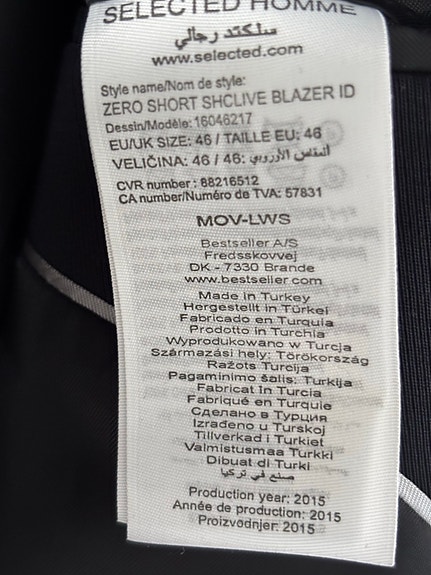 SELECTED HOMME
سلكتد رجالي
www.selected.com
Style name/Nom de style:
ZERO SHORT SHCLIVE BLAZER ID
Dessin/Modèle: 16046217
EU/UK SIZE: 46 / TAILLE EU: 46
VELIČINA: 46 / 46: الأوروبي
CVR number: 88216512
CA number/Numéro de TVA: 57831
MOV-LWS
Bestseller A/S
Fredsskovvej
DK - 7330 Brande
www.bestseller.com
Made in Turkey
Hergestellt in Türkei
Fabricado en Turquia
Prodotto in Turchia
Wyprodukowano w Turcja
Származási hely: Törökország
Ražots Turcija
Pagaminimo šalis: Turkija
Fabricat în Turcia
Fabriqué en Turquie
Сделано в Турция
Izrađeno u Turskoj
Tillverkad i Turkiet
Valmistusmaa Turkki
Dibuat di Turki
صنع في تركيا
Production year: 2015
Année de production: 2015
Proizvodnjer: 2015